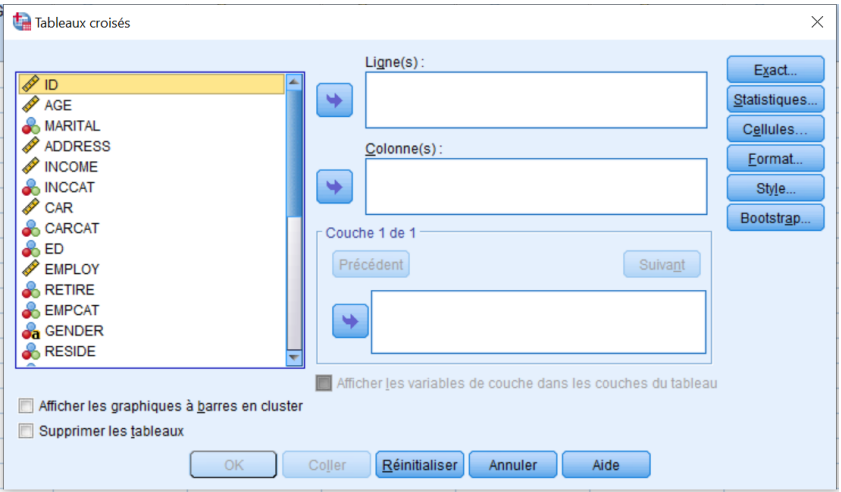 Tableaux croisés
ID
AGE
MARITAL
ADDRESS
INCOME
INCCAT
CAR
CARCAT
ED
EMPLOY
RETIRE
EMPCAT
GENDER
RESIDE
Ligne(s) :
Colonne(s) :
Couche 1 de 1
Précédent
Suivant
Afficher les variables de couche dans les couches du tableau
Exact...
Statistiques...
Cellules...
Format...
Style...
Bootstrap...
Afficher les graphiques à barres en cluster
Supprimer les tableaux
OK Coller Réinitialiser Annuler Aide